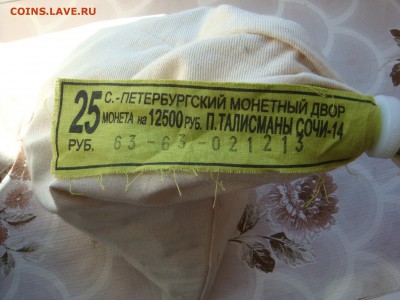 COINS.LAVE.RU
С.-ПЕТЕРБУРГСКИЙ МОНЕТНЫЙ ДВОР
25 МОНЕТА на 12500 РУБ. П.ТАЛИСМАНЫ СОЧИ-14
РУБ. 63-63-021213